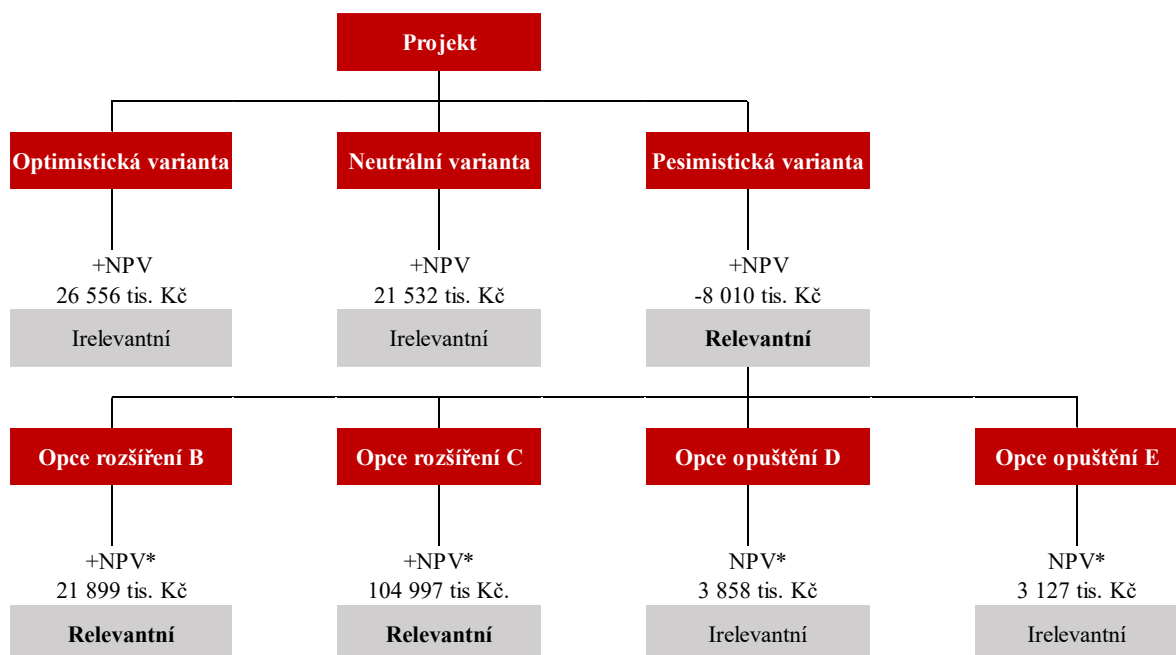 Projekt
Optimistická varianta
Neutrální varianta
Pesimistická varianta
+NPV
26 556 tis. Kč
+NPV
21 532 tis. Kč
+NPV
-8 010 tis. Kč
Irelevantní
Irelevantní
Relevantní
Opce rozšíření B
Opce rozšíření C
Opce opuštění D
Opce opuštění E
+NPV*
21 899 tis. Kč
+NPV*
104 997 tis Kč.
NPV*
3 858 tis. Kč
NPV*
3 127 tis. Kč
Relevantní
Relevantní
Irelevantní
Irelevantní